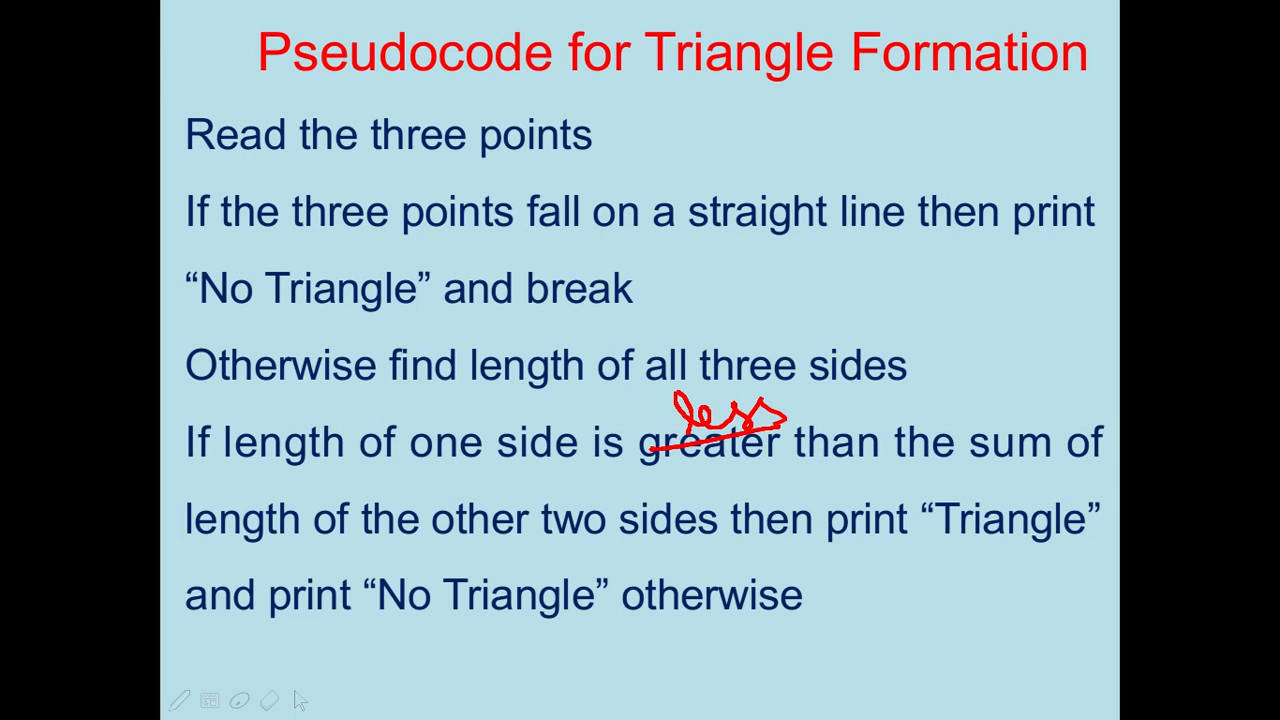 Pseudocode for Triangle Formation
Read the three points
If the three points fall on a straight line then print
“No Triangle” and break
Otherwise find length of all three sides
less
If length of one side is greater than the sum of
length of the other two sides then print “Triangle”
and print “No Triangle” otherwise